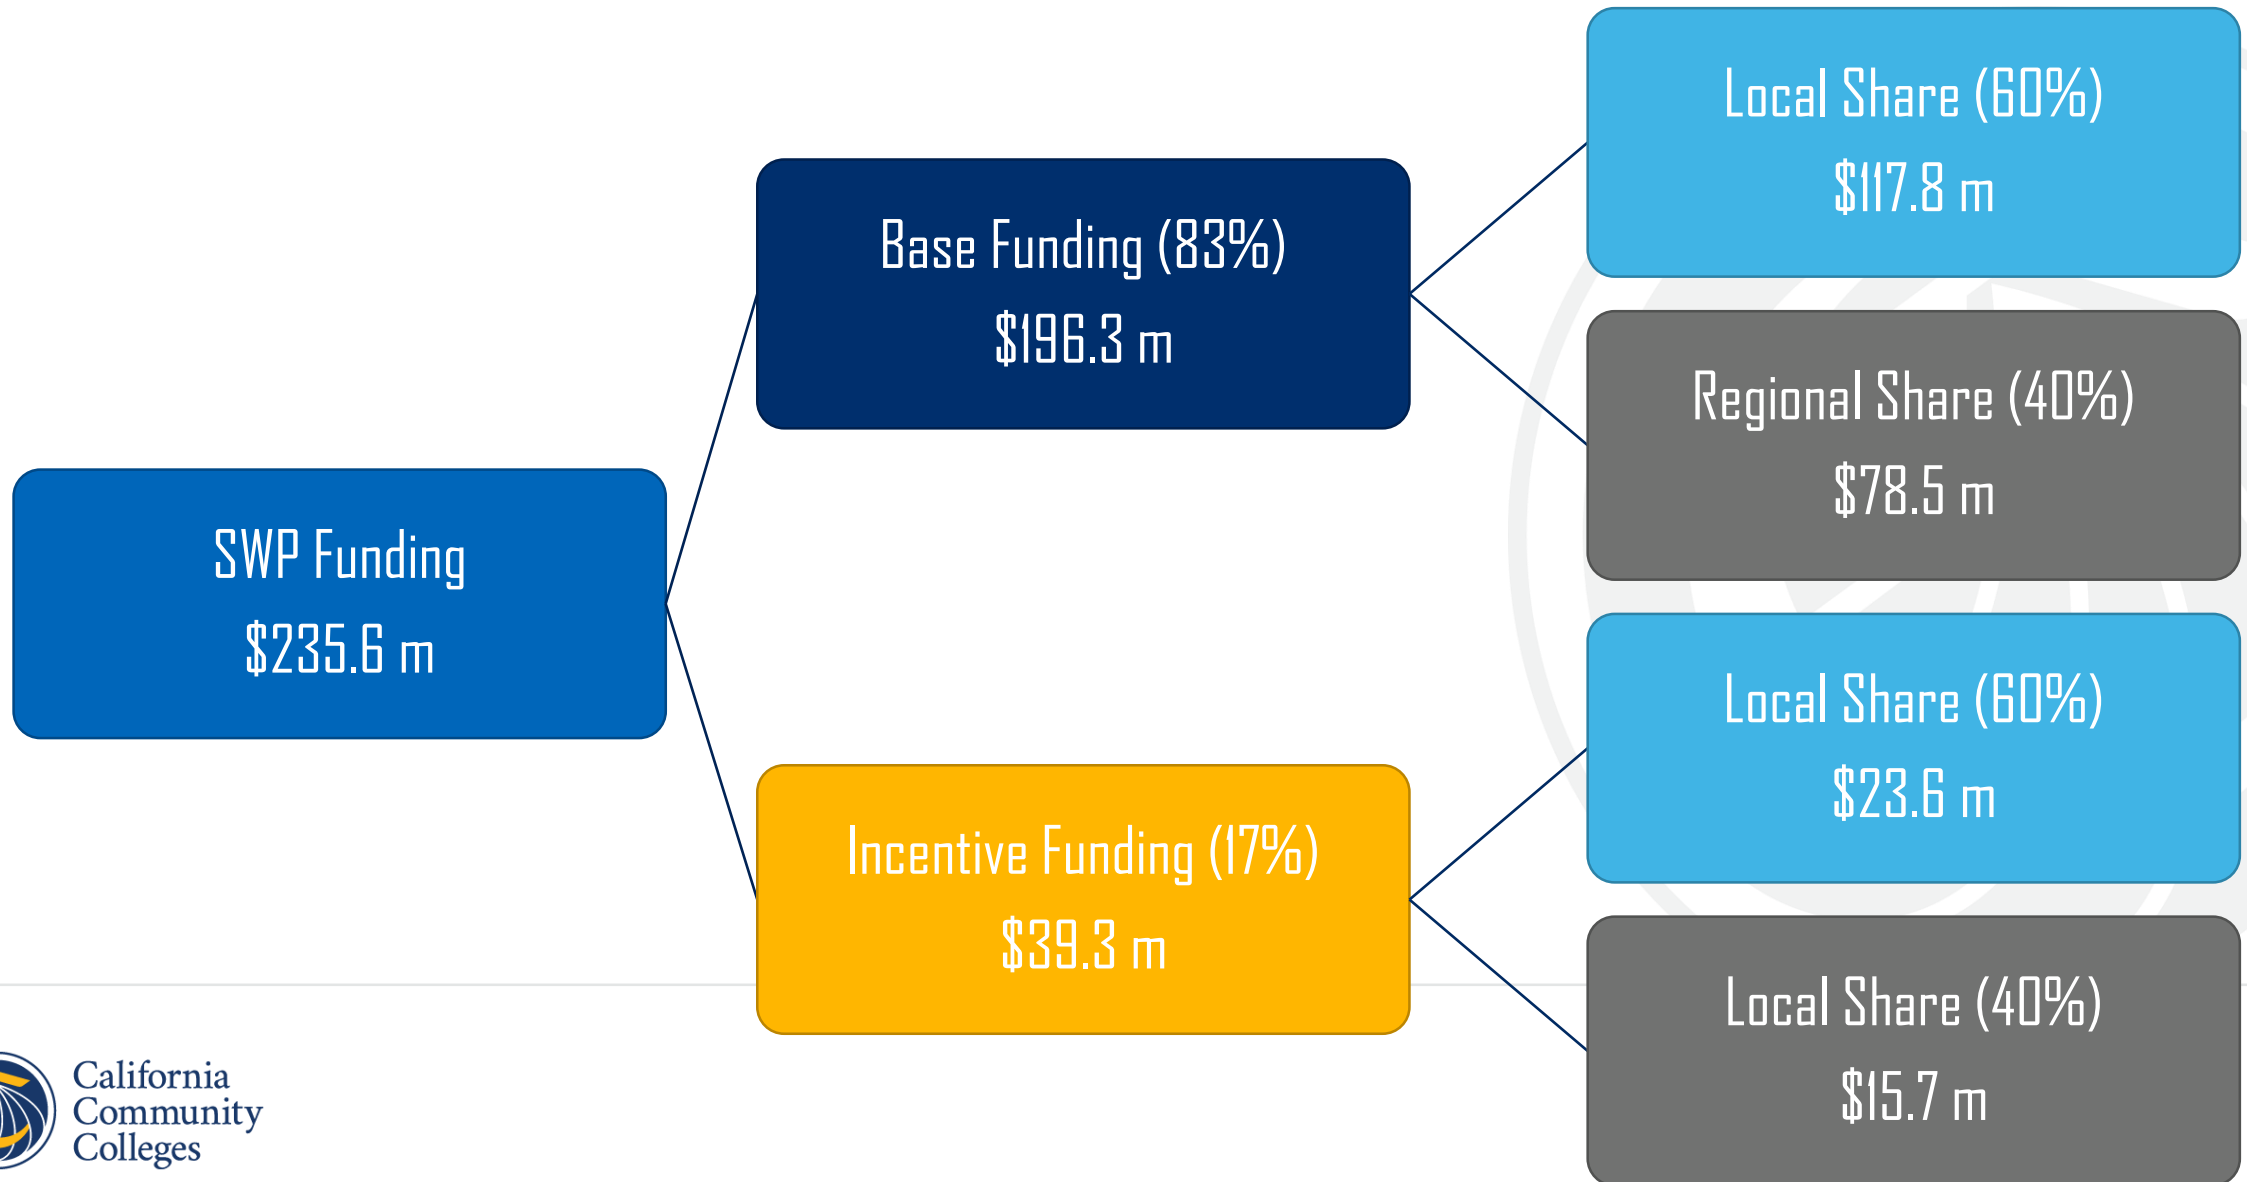 SWP Funding
$235.6 m
Base Funding (83%)
$196.3 m
Incentive Funding (17%)
$39.3 m
Local Share (60%)
$117.8 m
Regional Share (40%)
$78.5 m
Local Share (60%)
$23.6 m
Local Share (40%)
$15.7 m
California
Community
Colleges